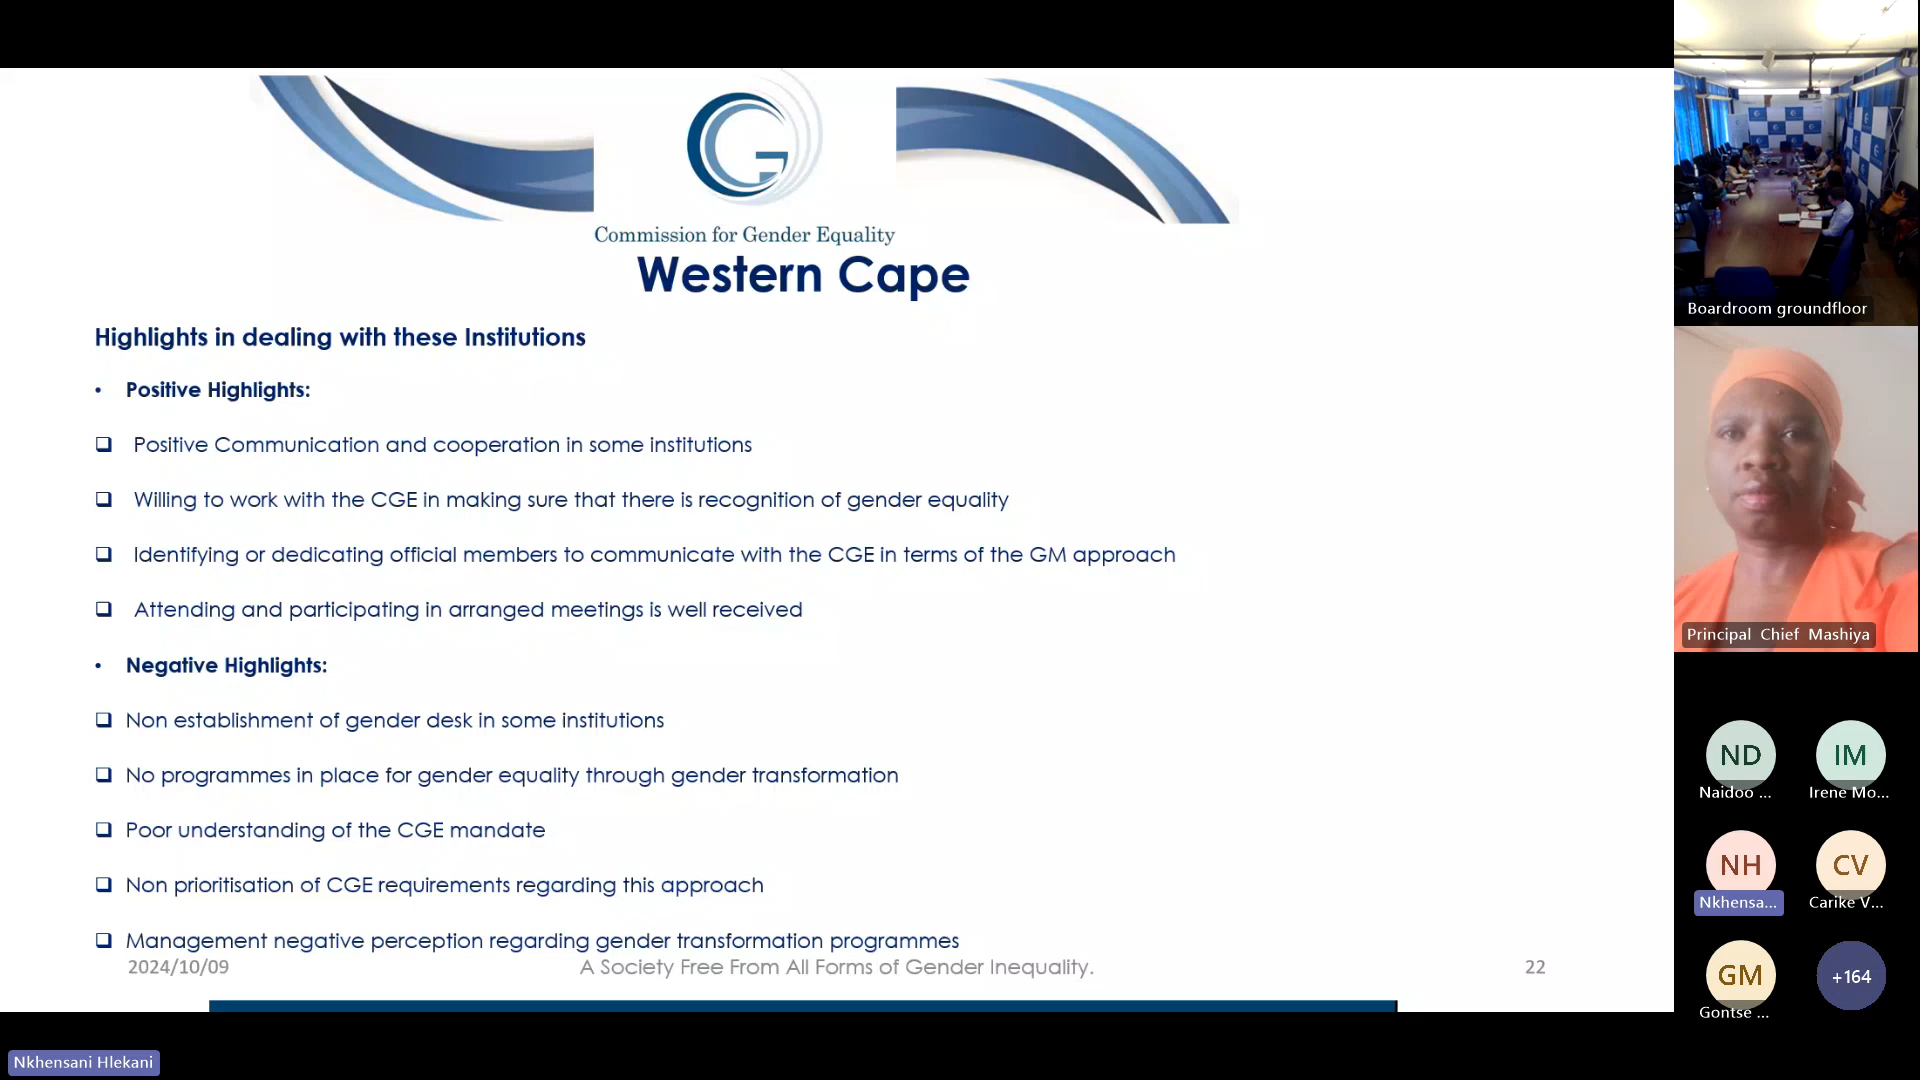 Commission for Gender Equality
Western Cape
Highlights in dealing with these Institutions
• Positive Highlights:
❑ Positive Communication and cooperation in some institutions
❑ Willing to work with the CGE in making sure that there is recognition of gender equality
❑ Identifying or dedicating official members to communicate with the CGE in terms of the GM approach
❑ Attending and participating in arranged meetings is well received
• Negative Highlights:
❑ Non establishment of gender desk in some institutions
❑ No programmes in place for gender equality through gender transformation
❑ Poor understanding of the CGE mandate
❑ Non prioritisation of CGE requirements regarding this approach
❑ Management negative perception regarding gender transformation programmes
2024/10/09
A Society Free From All Forms of Gender Inequality.
22
Boardroom groundfloor
Principal Chief Mashiya
ND
IM
Naidoo ...
Irene Mo...
NH
CV
Nkhensa...
Carike V...
GM
+164
Gontse ...
Nkhensani Hlekani